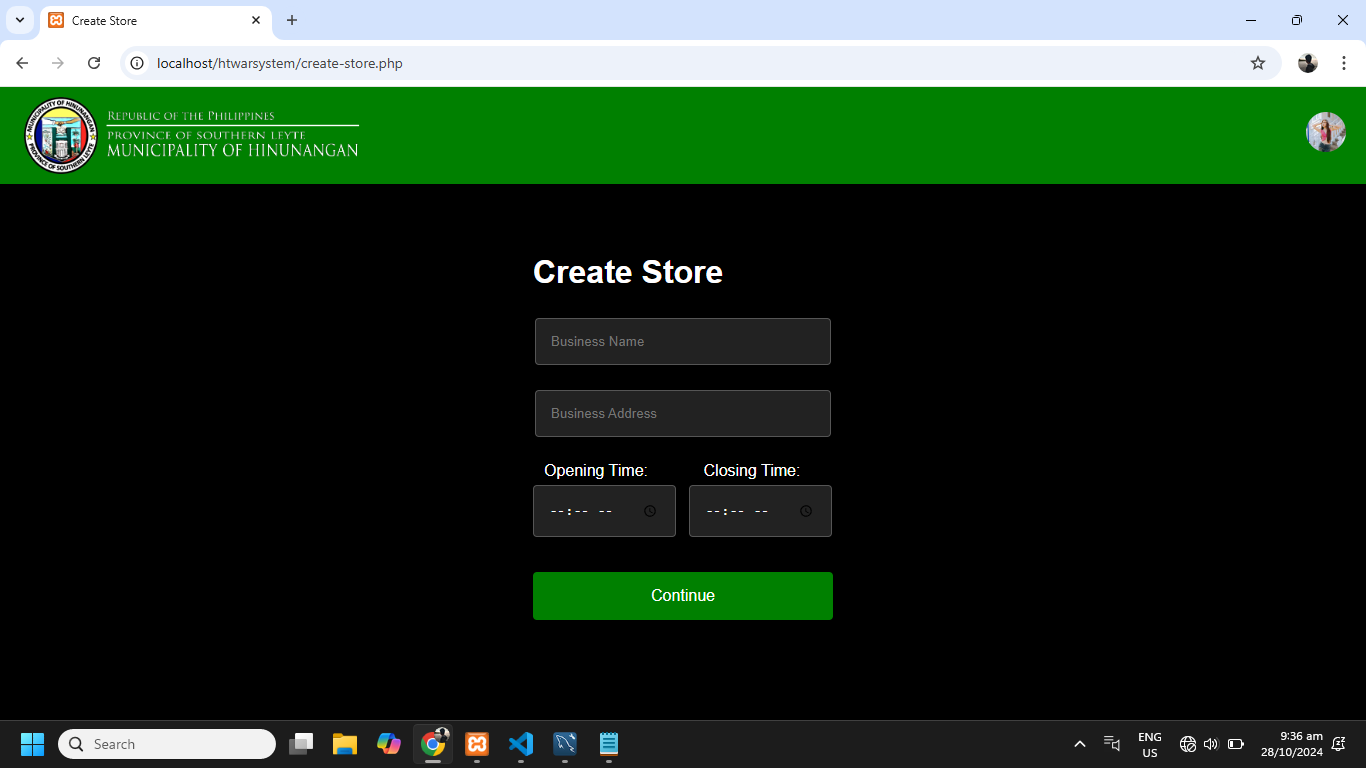 Create Store
localhost/htwarsystem/create-store.php
MUNICIPALITY OF HINUNANGAN
PROVINCE OF SOUTHERN LEYTE
REPUBLIC OF THE PHILIPPINES
PROVINCE OF SOUTHERN LEYTE
MUNICIPALITY OF HINUNANGAN
Create Store
Business Name
Business Address
Opening Time: Closing Time:
--:-- -- --:-- --
Continue
Search
ENG
US
9:36 am
28/10/2024